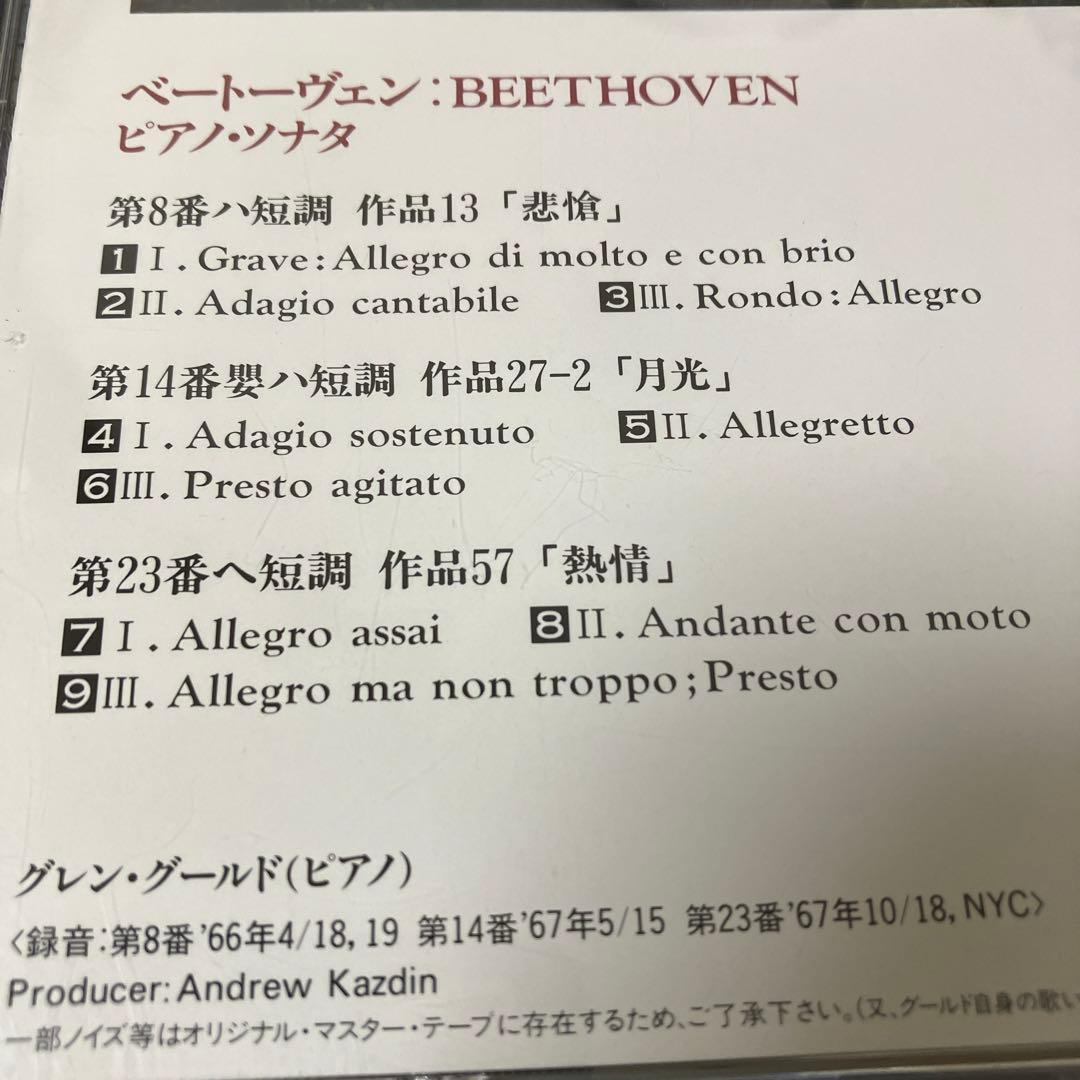 ベートーヴェン:BEETHOVEN
ピアノ・ソナタ
第8番ハ短調 作品13「悲愴」
1 I. Grave:Allegro di molto e con brio
2 II. Adagio cantabile 3 III. Rondo:Allegro
第14番嬰ハ短調 作品27-2「月光」
4 I. Adagio sostenuto 5 II. Allegretto
6 III. Presto agitato
第23番ヘ短調 作品57「熱情」
7 I. Allegro assai 8 II. Andante con moto
9 III. Allegro ma non troppo;Presto
グレン・グールド(ピアノ)
〈録音:第8番'66年4/18, 19 第14番'67年5/15 第23番'67年10/18, NYC〉
Producer: Andrew Kazdin
一部ノイズ等はオリジナル・マスター・テープに存在するため、ご了承下さい。(又、グールド自身の歌い